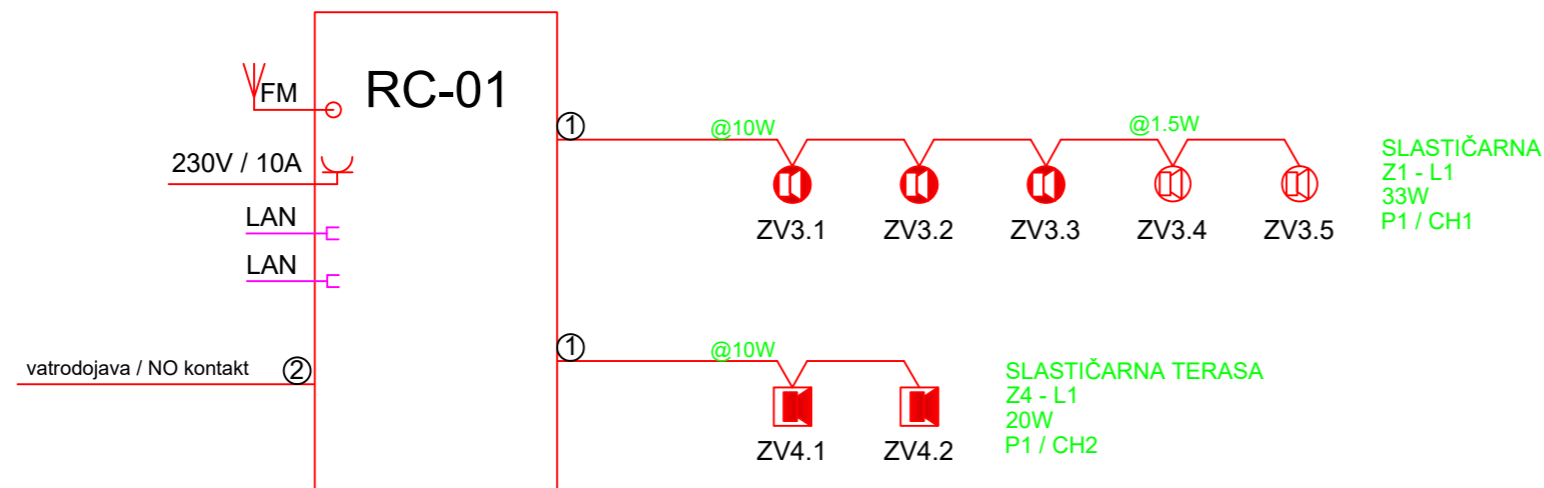 RC-01
FM
230V / 10A
LAN
LAN
vatrodojava / NO kontakt
2
1
@10W
@1.5W
ZV3.1
ZV3.2
ZV3.3
ZV3.4
ZV3.5
SLASTIČARNA
Z1 - L1
33W
P1 / CH1
1
@10W
ZV4.1
ZV4.2
SLASTIČARNA TERASA
Z4 - L1
20W
P1 / CH2